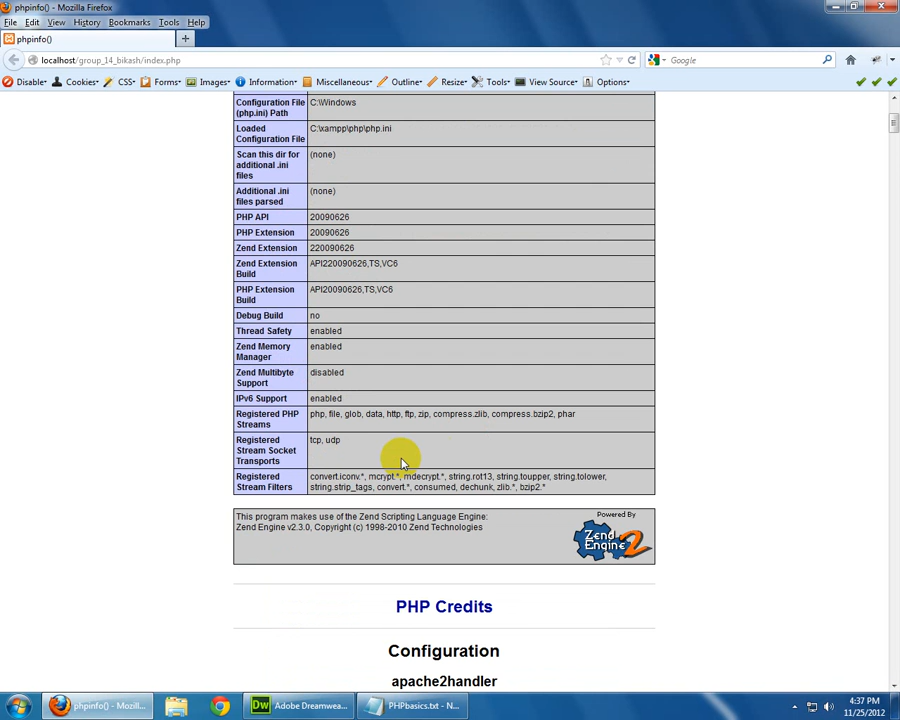 phpinfo() - Mozilla Firefox
File Edit View History Bookmarks Tools Help
phpinfo()
localhost/group_14_bikash/index.php
Google
Disable Cookies CSS Forms Images Information Miscellaneous Outline Resize Tools View Source Options
Configuration File C:\Windows
(php.ini) Path
Loaded C:\xampp\php\php.ini
Configuration File
Scan this dir for (none)
additional .ini
files
Additional .ini (none)
files parsed
PHP API 20090626
PHP Extension 20090626
Zend Extension 220090626
Zend Extension API220090626,TS,VC6
Build
PHP Extension API20090626,TS,VC6
Build
Debug Build no
Thread Safety enabled
Zend Memory enabled
Manager
Zend Multibyte disabled
Support
IPv6 Support enabled
Registered PHP php, file, glob, data, http, ftp, zip, compress.zlib, compress.bzip2, phar
Streams
Registered tcp, udp
Stream Socket
Transports
Registered convert.iconv.*, mcrypt.*, mdecrypt.*, string.rot13, string.toupper, string.tolower,
Stream Filters string.strip_tags, convert.*, consumed, dechunk, zlib.*, bzip2.*
This program makes use of the Zend Scripting Language Engine:
Zend Engine v2.3.0, Copyright (c) 1998-2010 Zend Technologies
Powered By
Zend
Engine 2
PHP Credits
Configuration
apache2handler
phpinfo() - Mozill...
Dw Adobe Dreamwea...
PHPbasics.txt - N...
4:37 PM
11/25/2012